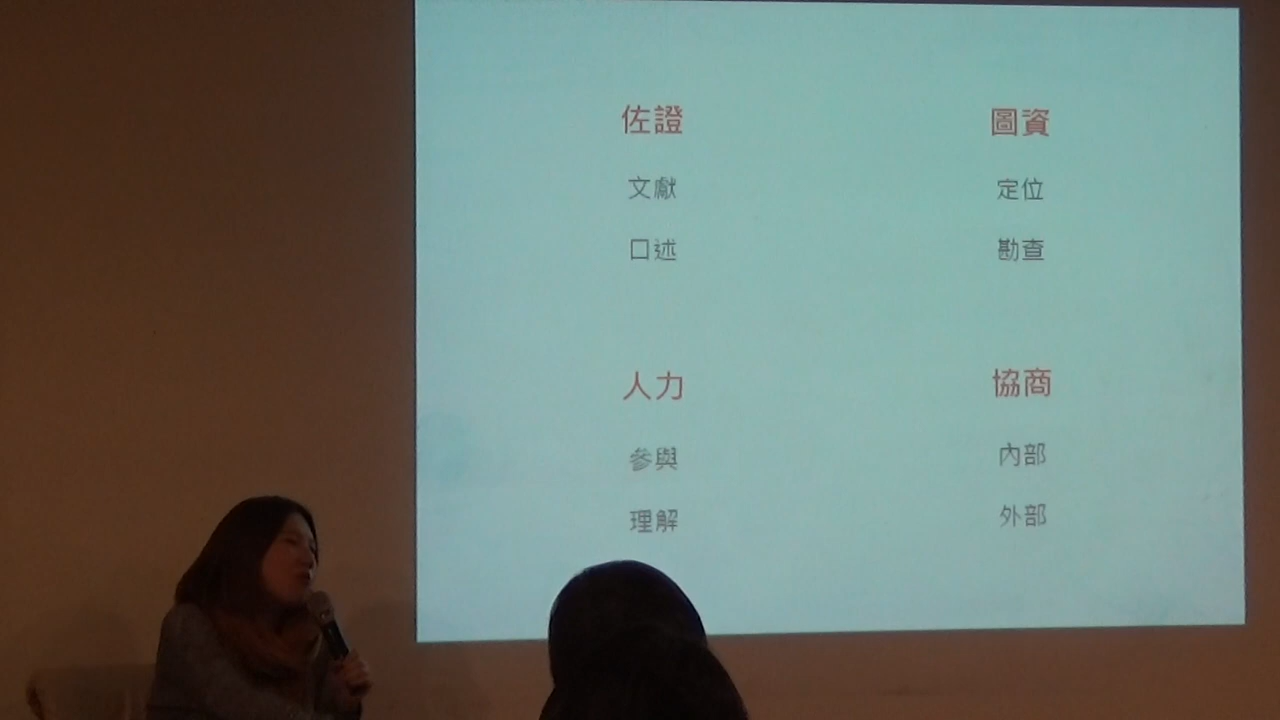 佐證
文獻
口述
圖資
定位
勘查
人力
參與
理解
協商
內部
外部